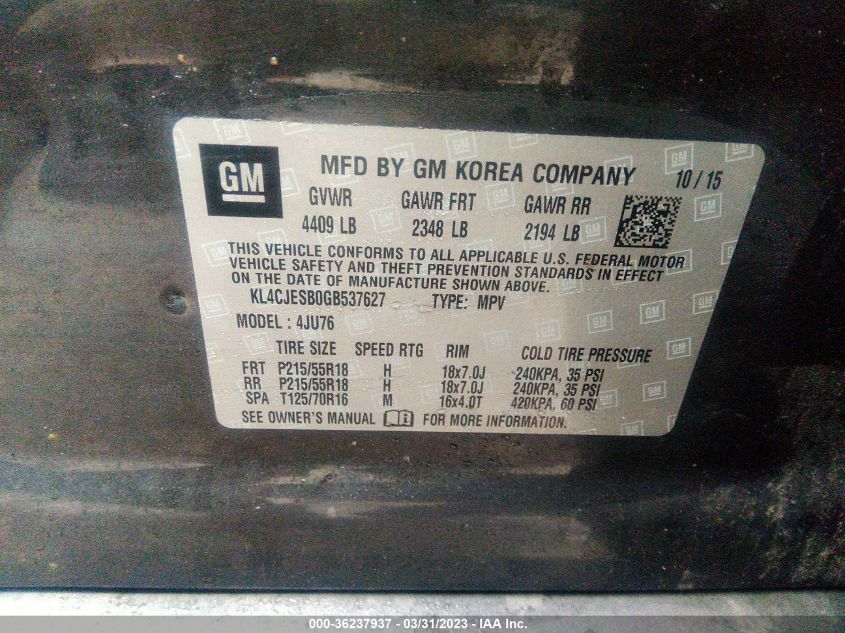 GM
MFD BY GM KOREA COMPANY 10/15
GVWR GAWR FRT GAWR RR
4409 LB 2348 LB 2194 LB
THIS VEHICLE CONFORMS TO ALL APPLICABLE U.S. FEDERAL MOTOR
VEHICLE SAFETY AND THEFT PREVENTION STANDARDS IN EFFECT
ON THE DATE OF MANUFACTURE SHOWN ABOVE.
KL4CJESB0GB537627 TYPE: MPV
MODEL : 4JU76
TIRE SIZE SPEED RTG RIM COLD TIRE PRESSURE
FRT P215/55R18 H 18x7.0J 240KPA, 35 PSI
RR P215/55R18 H 18x7.0J 240KPA, 35 PSI
SPA T125/70R16 M 16x4.0T 420KPA, 60 PSI
SEE OWNER'S MANUAL FOR MORE INFORMATION.
000-36237937 - 03/31/2023 - © IAA Inc.